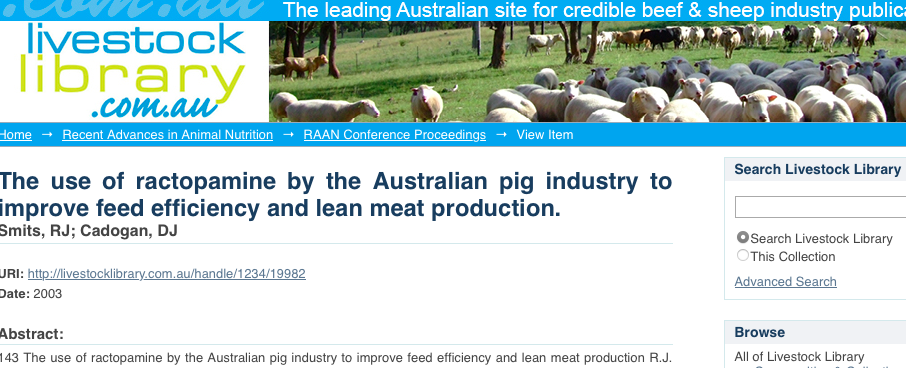 .com.au
The leading Australian site for credible beef & sheep industry
livestock
library
.com.au
Home → Recent Advances in Animal Nutrition → RAAN Conference Proceedings → View Item
The use of ractopamine by the Australian pig industry to
improve feed efficiency and lean meat production.
Smits, RJ; Cadogan, DJ
URI: http://livestocklibrary.com.au/handle/1234/19982
Date: 2003
Abstract:
143 The use of ractopamine by the Australian pig industry to improve feed efficiency and lean meat production R.J.
Search Livestock Library
Search Livestock Library
This Collection
Advanced Search
Browse
All of Livestock Library